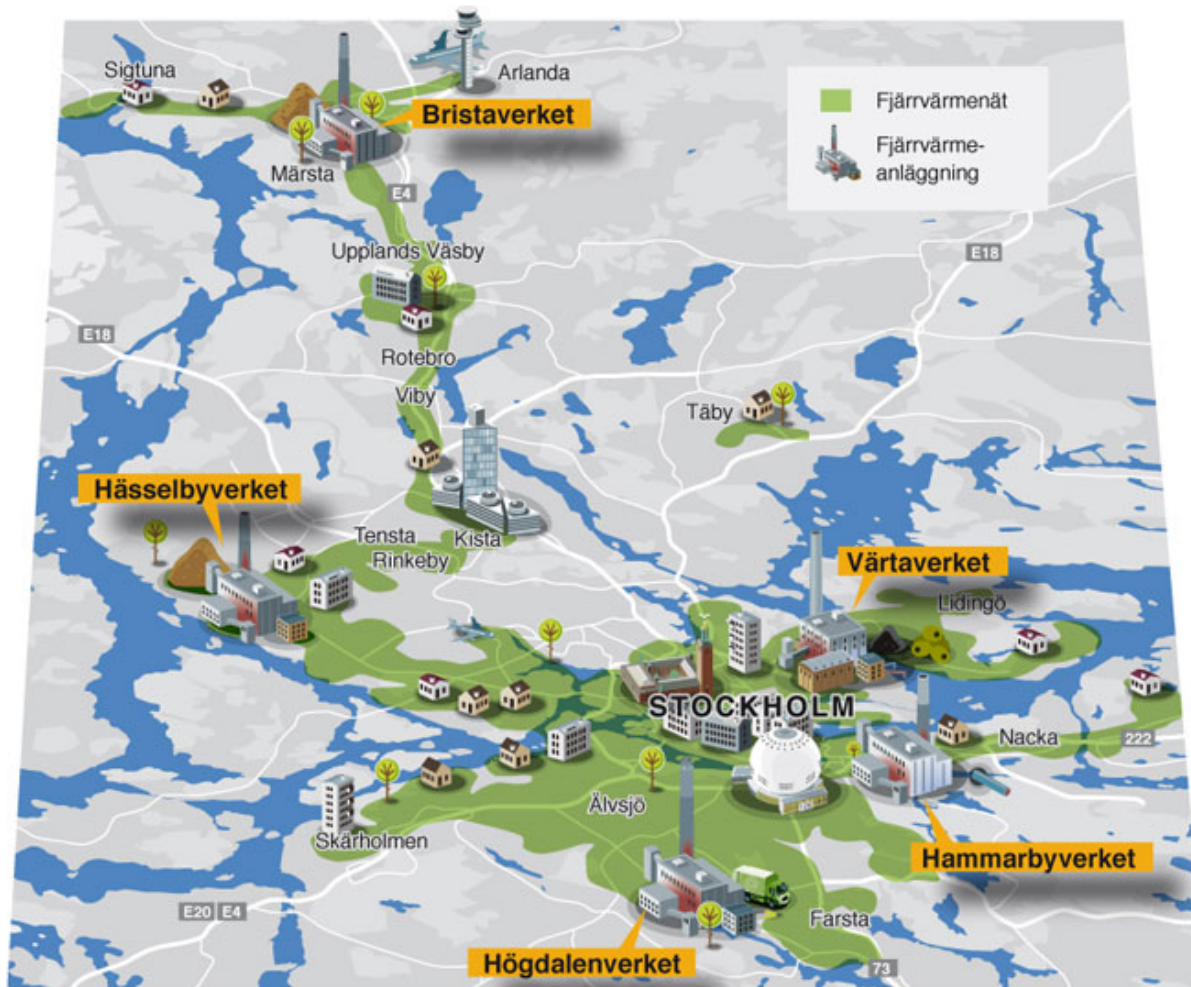 Sigtuna
Arlanda
Bristaverket
Fjärrvärmenät
Fjärrvärme-
anläggning
Märsta
E4
Upplands Väsby
E18
E18
Rotebro
Viby
Täby
Hässelbyverket
Tensta
Kista
Rinkeby
Värtaverket
Lidingö
STOCKHOLM
Nacka
222
Älvsjö
Skärholmen
Hammarbyverket
E20 E4
Farsta
Högdalenverket
73